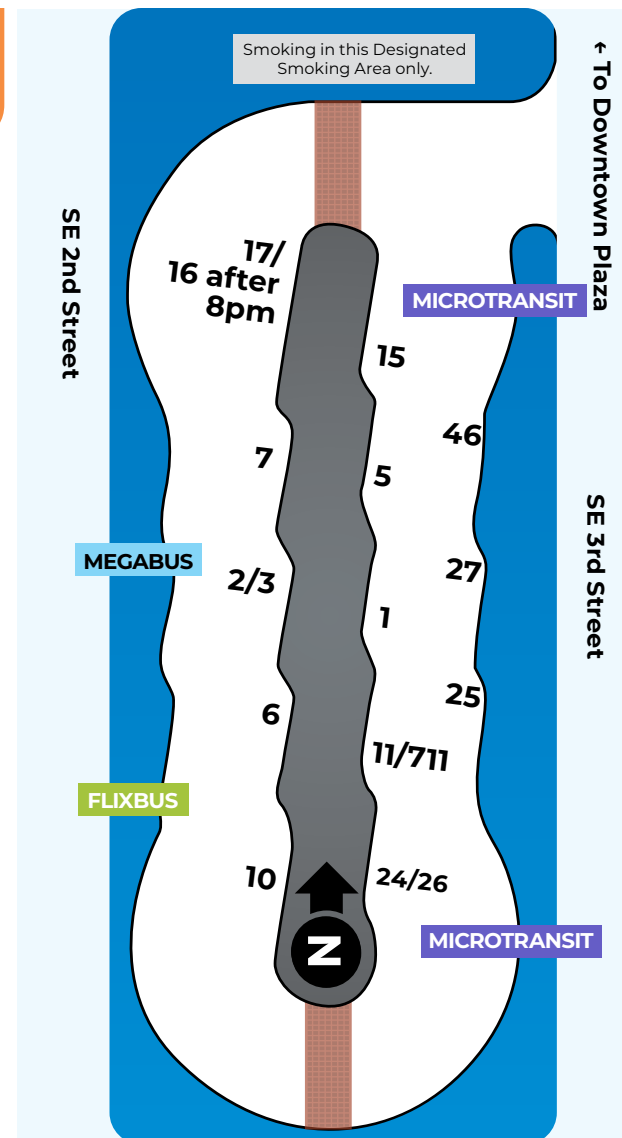 Smoking in this Designated
Smoking Area only.
← To Downtown Plaza
SE 2nd Street
17/
16 after
8pm
MICROTRANSIT
15
46
7
5
MEGABUS
2/3
27
SE 3rd Street
1
6
25
11/711
FLIXBUS
10
24/26
N
MICROTRANSIT